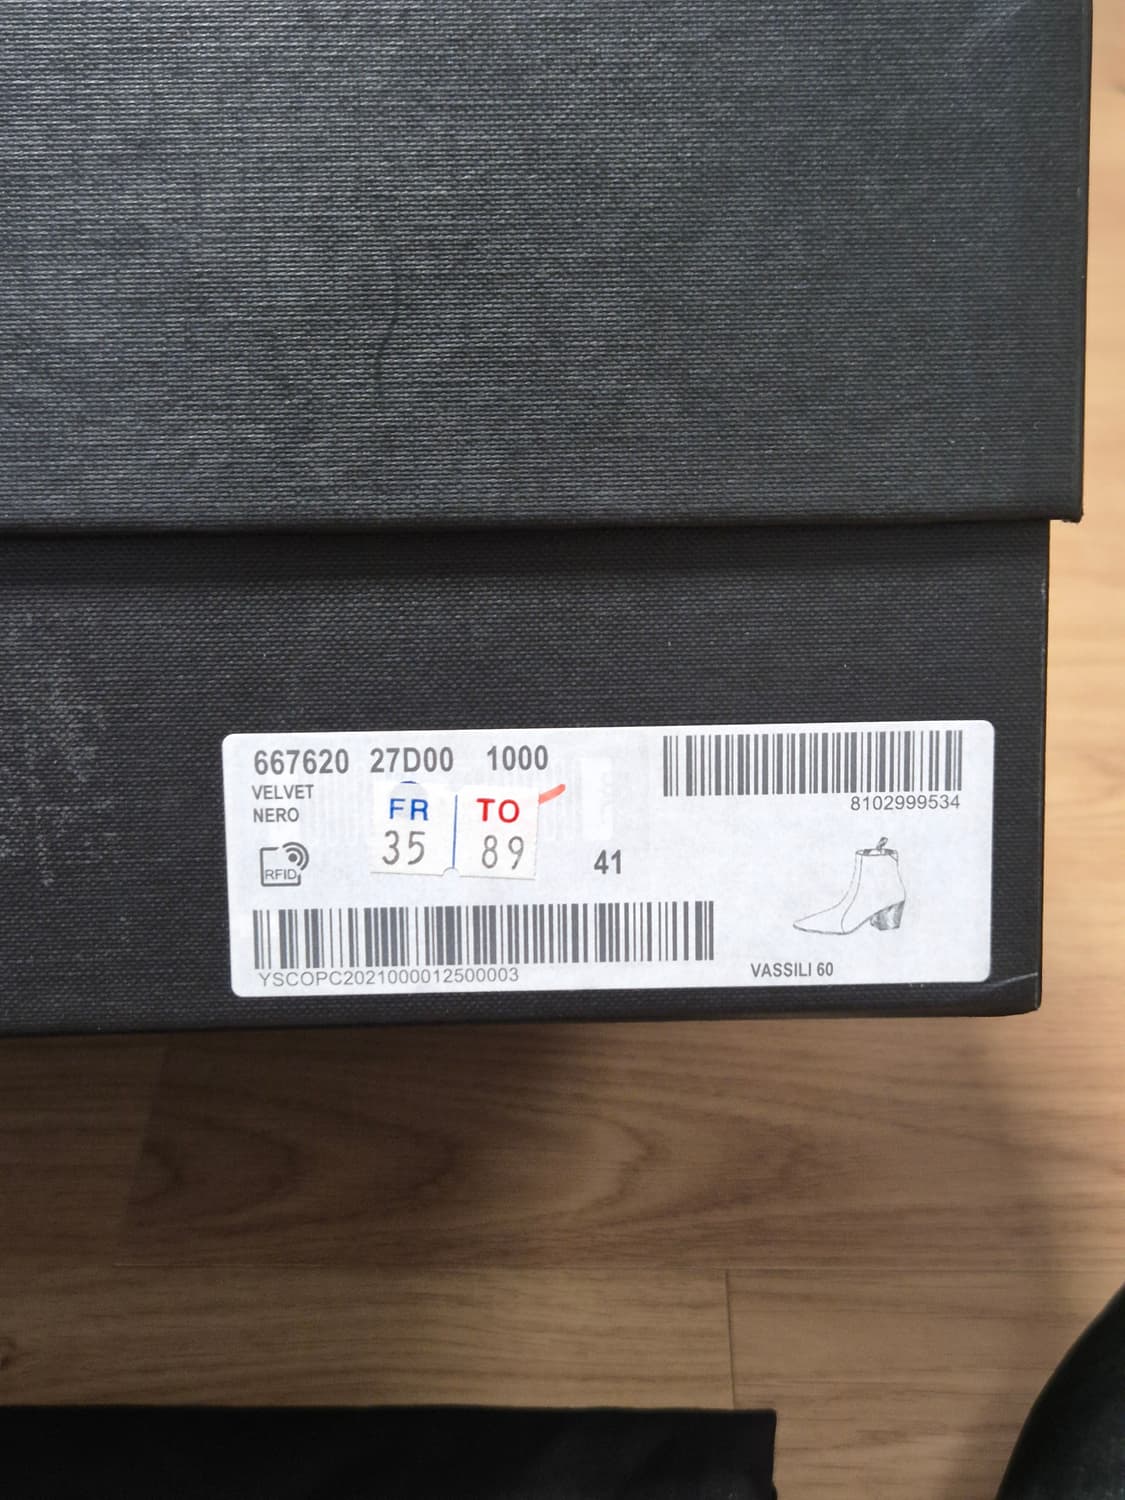 667620 27D00 1000
VELVET
NERO
8102999534
FR TO
35 89
41
RFID
YSCOPC2021000012500003
VASSILI 60